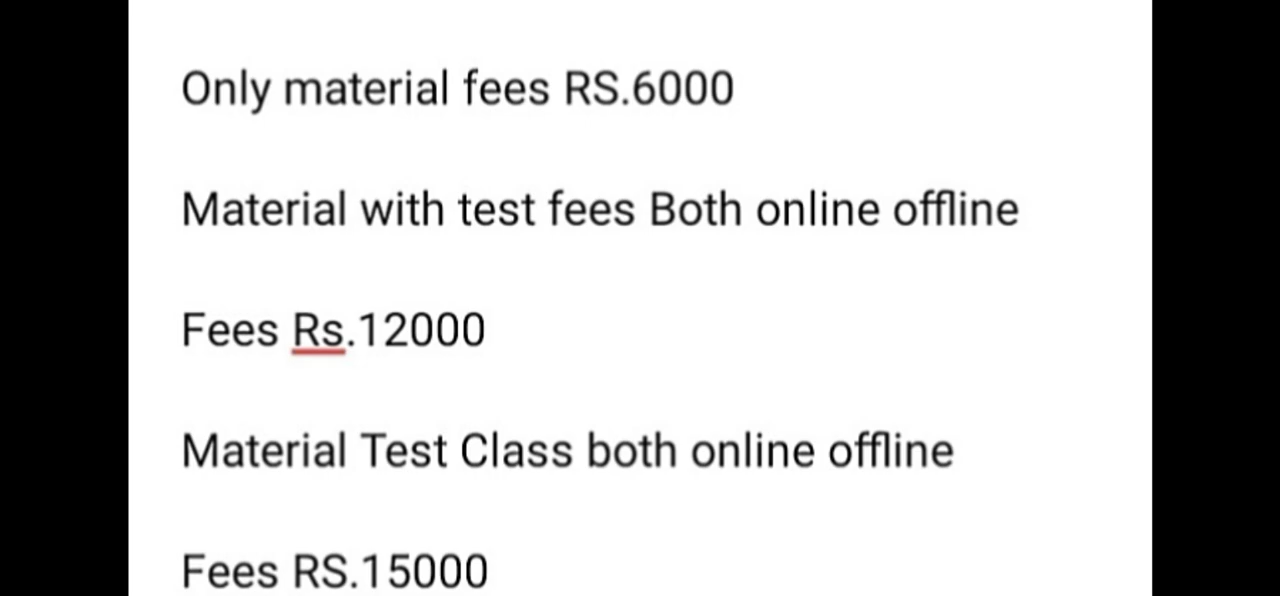 Only material fees RS.6000
Material with test fees Both online offline
Fees Rs.12000
Material Test Class both online offline
Fees RS.15000